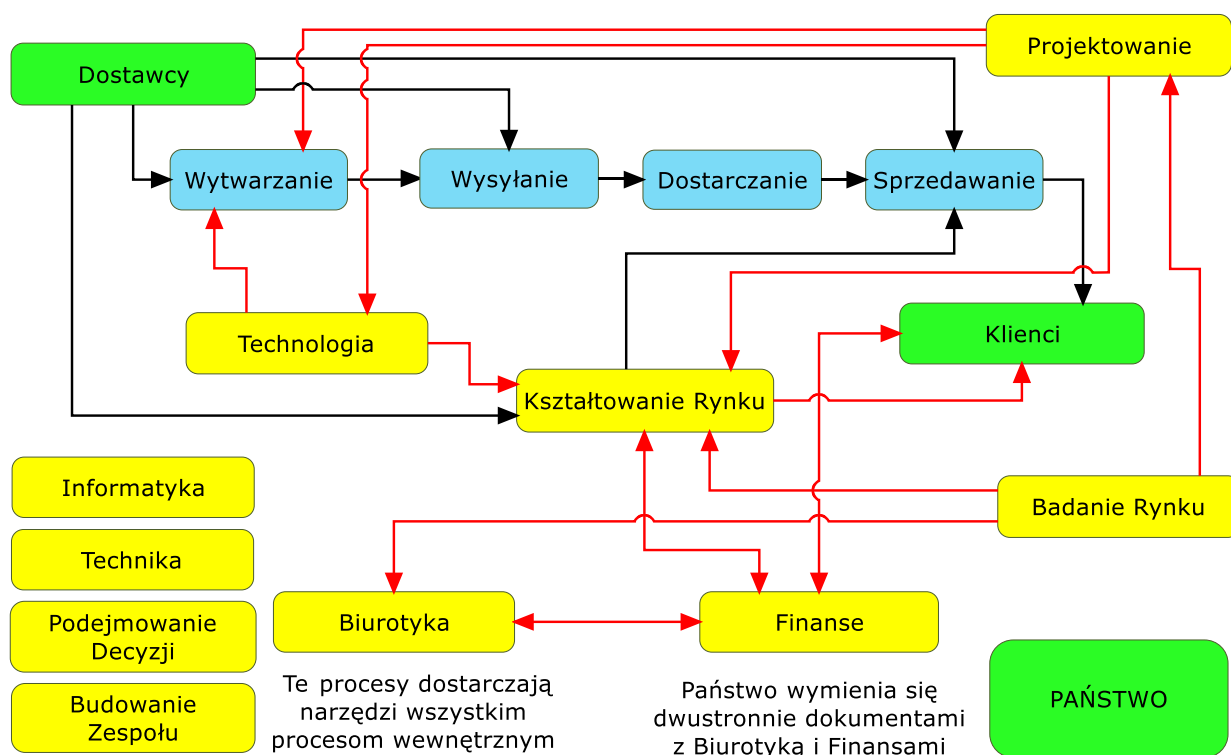 Projektowanie
Dostawcy
Wytwarzanie
Wysyłanie
Dostarczanie
Sprzedawanie
Technologia
Klienci
Kształtowanie Rynku
Informatyka
Badanie Rynku
Technika
Podejmowanie
Decyzji
Biurotyka
Finanse
Budowanie
Zespołu
Te procesy dostarczają
narzędzi wszystkim
procesom wewnętrznym
Państwo wymienia się
dwustronnie dokumentami
z Biurotyka i Finansami
PAŃSTWO